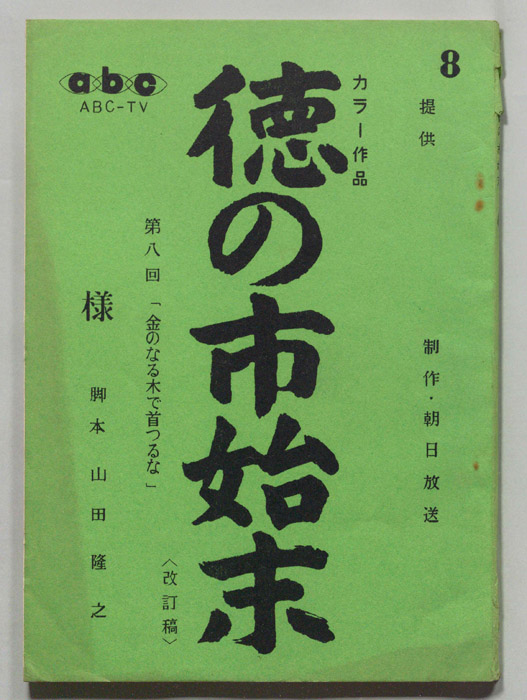 8
提供
制作・朝日放送
カラー作品
徳の市始末
第八回「金のなる木で首つるな」
〈改訂稿〉
様
脚本 山田隆之
abc
ABC-TV